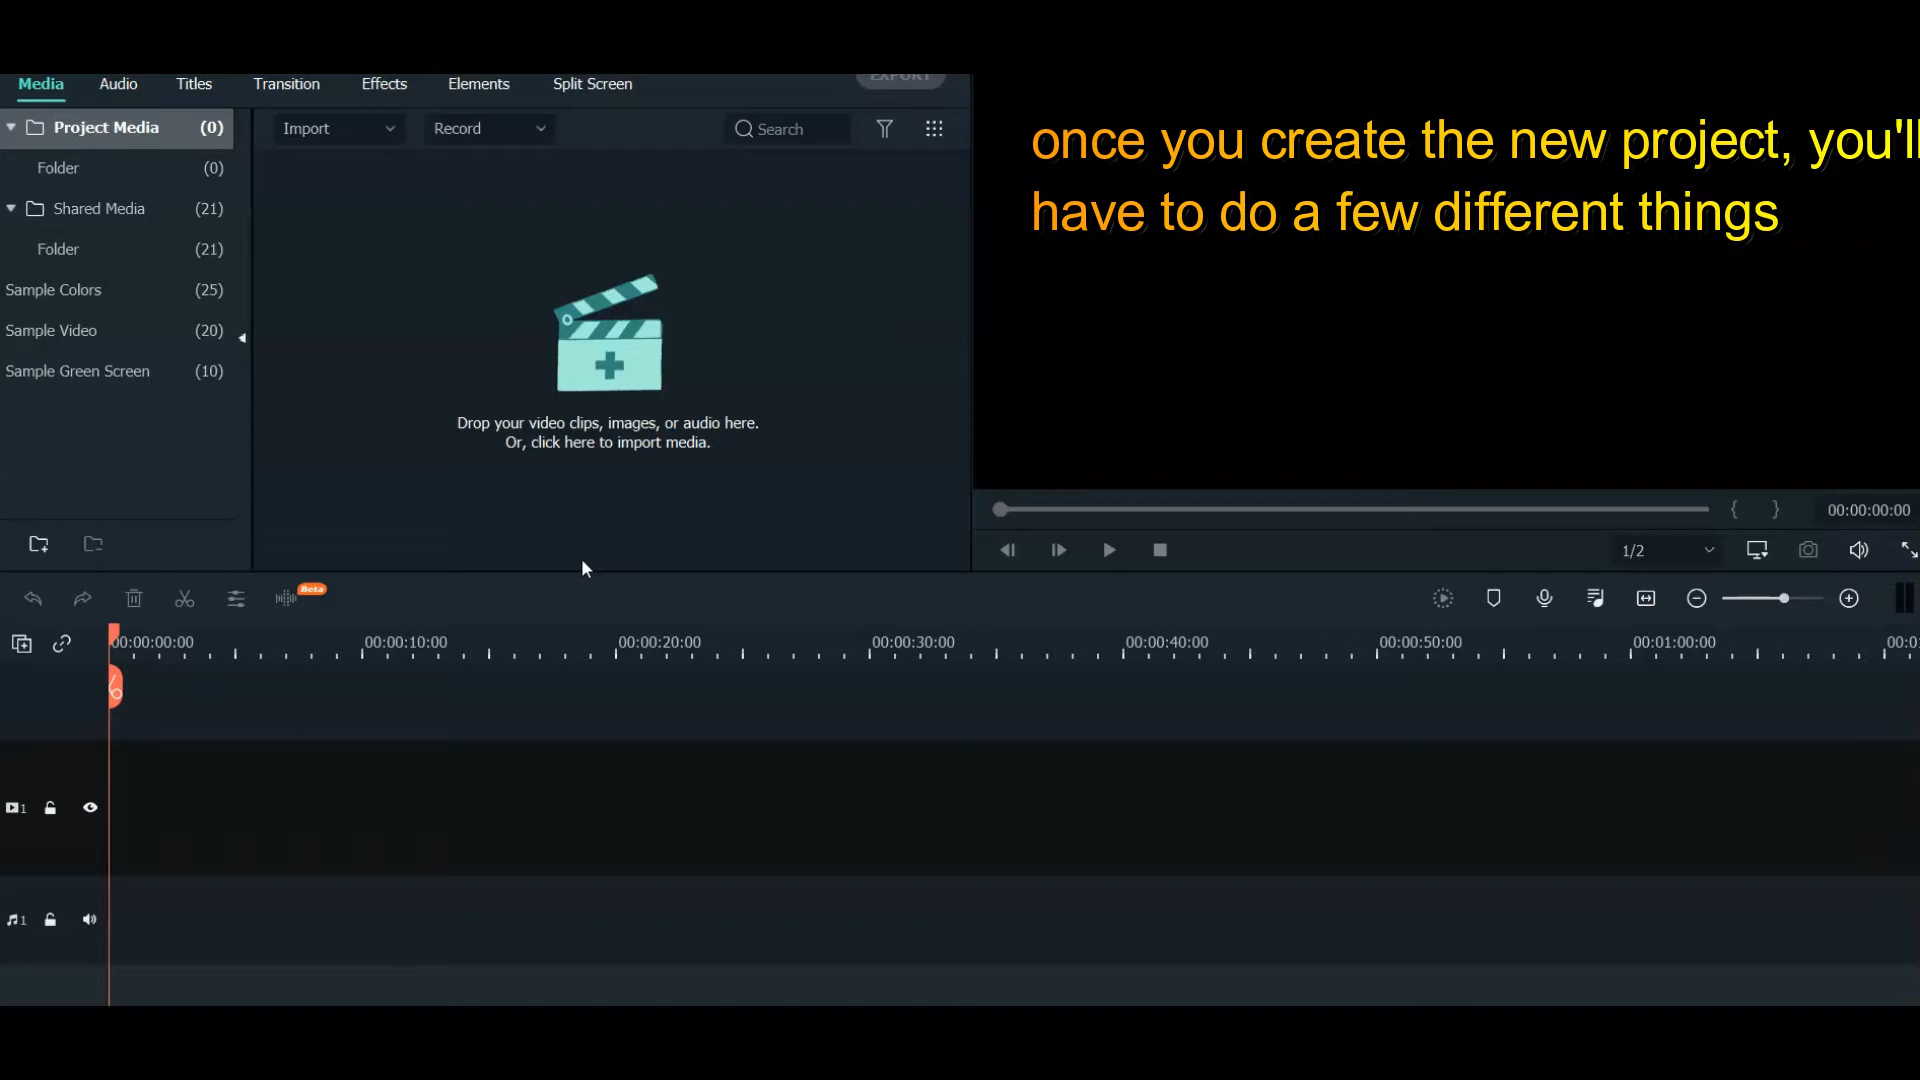 Media Audio Titles Transition Effects Elements Split Screen EXPORT
Project Media (0)
Import Record Search
Folder (0)
Shared Media (21)
Folder (21)
Sample Colors (25)
Sample Video (20)
Sample Green Screen (10)
Drop your video clips, images, or audio here.
Or, click here to import media.
once you create the new project, you'll
have to do a few different things
00:00:00:00
1/2
Beta
00:00:00:00 00:00:10:00 00:00:20:00 00:00:30:00 00:00:40:00 00:00:50:00 00:01:00:00
1
1